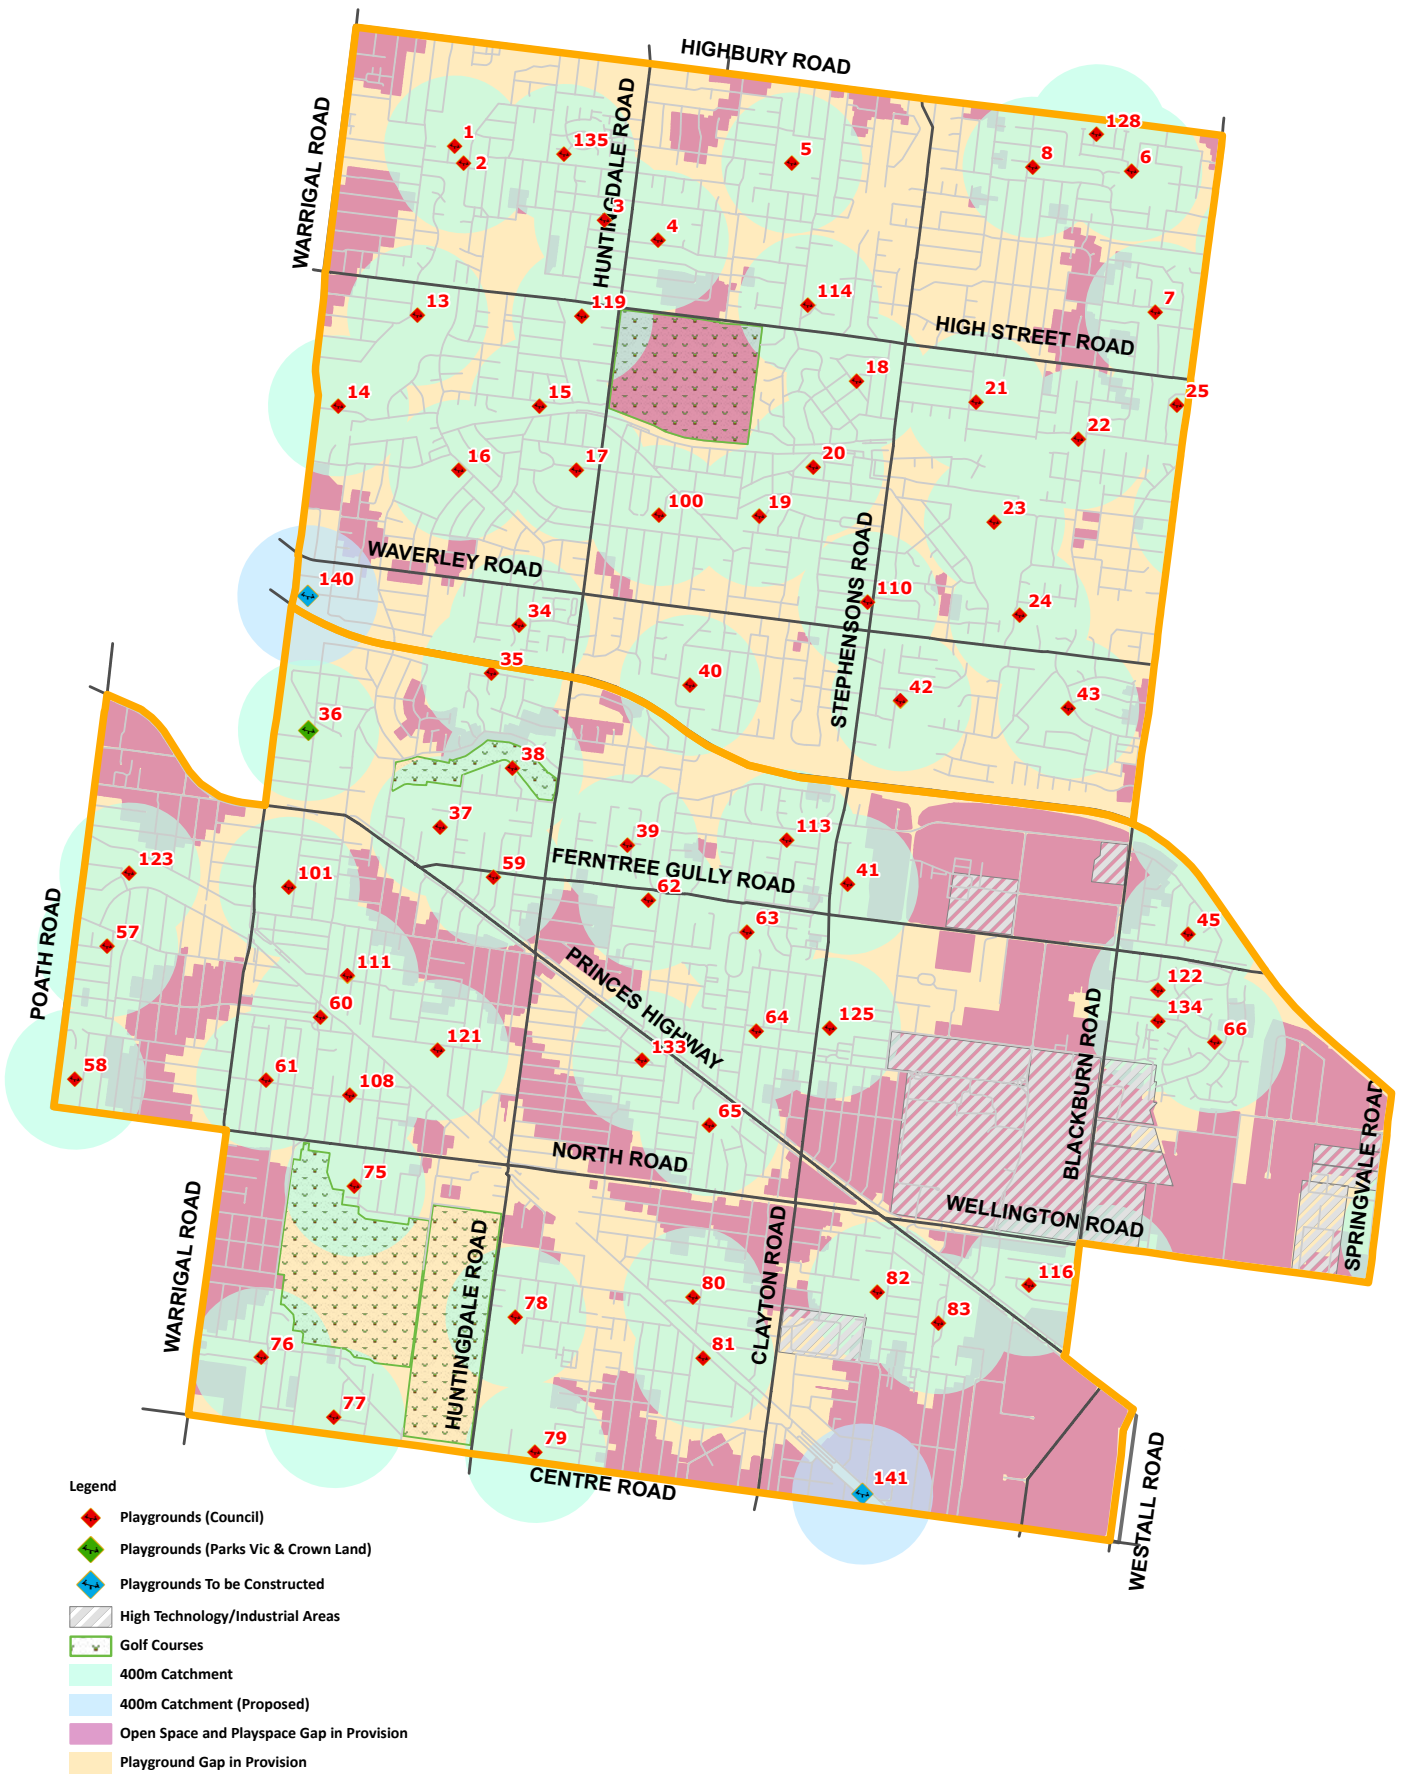 HIGHBURY ROAD
128
1
135
5
8
6
2
WARRIGAL ROAD
HUNTINGDALE ROAD
3
4
13
119
114
7
HIGH STREET ROAD
18
14
15
21
25
22
16
17
20
100
19
23
WAVERLEY ROAD
STEPHENSONS ROAD
140
34
110
24
35
40
42
43
36
38
37
39
113
123
101
59
FERNTREE GULLY ROAD
41
62
POATH ROAD
57
63
45
111
PRINCES HIGHWAY
122
60
134
121
133
64
125
66
58
61
108
65
BLACKBURN ROAD
SPRINGVALE ROAD
NORTH ROAD
75
WELLINGTON ROAD
WARRIGAL ROAD
HUNTINGDALE ROAD
CLAYTON ROAD
78
80
82
116
83
76
81
77
79
CENTRE ROAD
141
WESTALL ROAD
Legend
Playgrounds (Council)
Playgrounds (Parks Vic & Crown Land)
Playgrounds To be Constructed
High Technology/Industrial Areas
Golf Courses
400m Catchment
400m Catchment (Proposed)
Open Space and Playspace Gap in Provision
Playground Gap in Provision